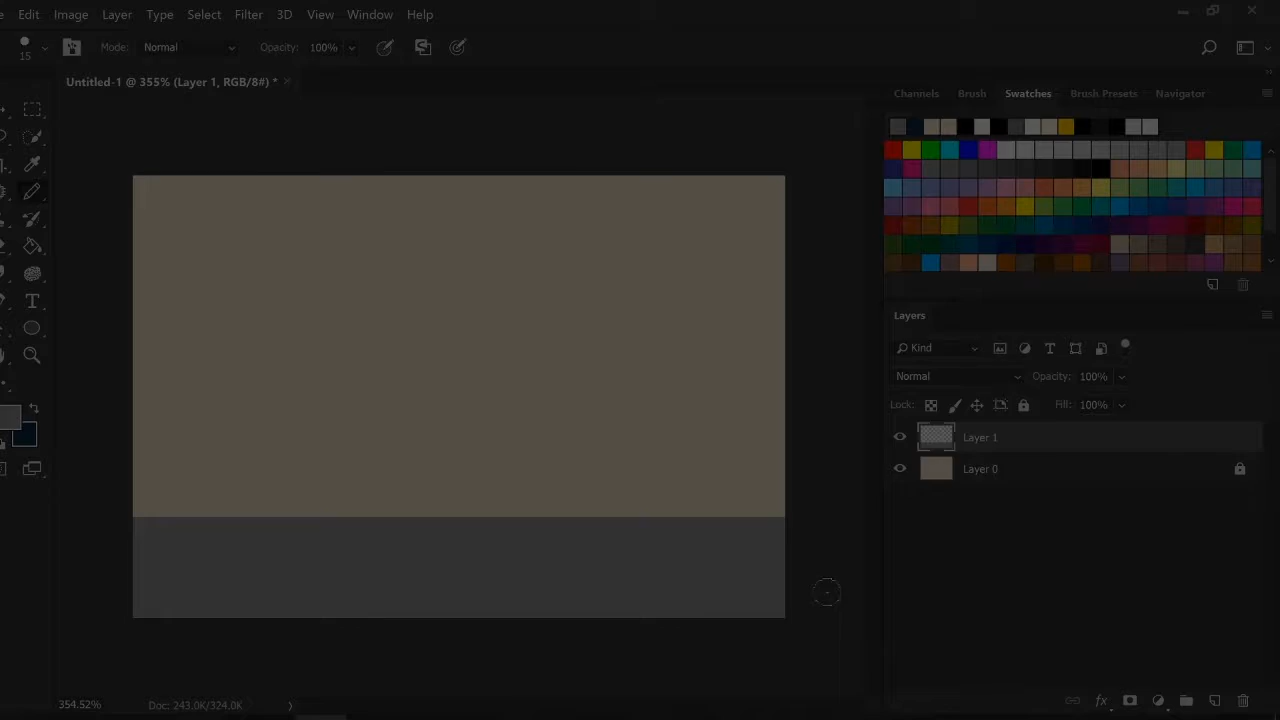 Edit Image Layer Type Select Filter 3D View Window Help
15 Mode: Normal Opacity: 100%
Untitled-1 @ 355% (Layer 1, RGB/8#) *
Channels Brush Swatches Brush Presets Navigator
Layers
Kind
Normal Opacity: 100%
Lock: Fill: 100%
Layer 1
Layer 0
354.52% Doc: 243.0K/324.0K
fx